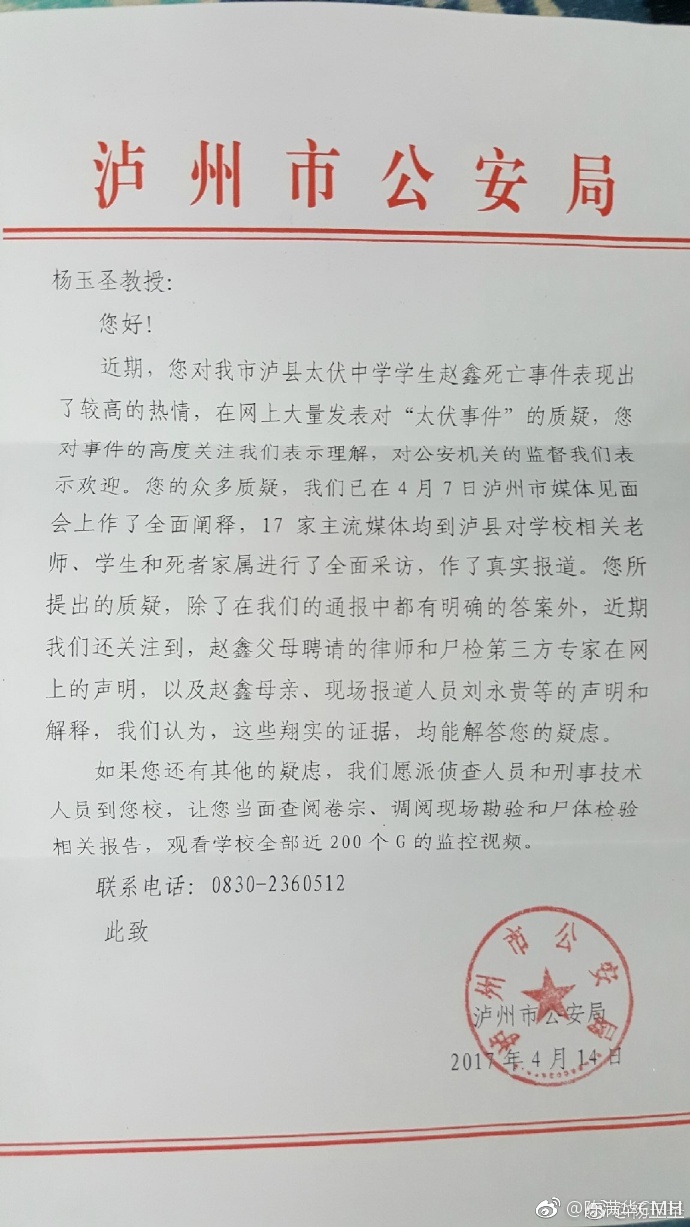 泸州市公安局
杨玉圣教授：
您好！
近期，您对我市泸县太伏中学学生赵鑫死亡事件表现出
了较高的热情，在网上大量发表对“太伏事件”的质疑，您
对事件的高度关注我们表示理解，对公安机关的监督我们表
示欢迎。您的众多质疑，我们已在4月7日泸州市媒体见面
会上作了全面阐释，17家主流媒体均到泸县对学校相关老
师、学生和死者家属进行了全面采访，作了真实报道。您所
提出的质疑，除了在我们的通报中都有明确的答案外，近期
我们还关注到，赵鑫父母聘请的律师和尸检第三方专家在网
上的声明，以及赵鑫母亲、现场报道人员刘永贵等的声明和
解释，我们认为，这些翔实的证据，均能解答您的疑虑。
如果您还有其他的疑虑，我们愿派侦查人员和刑事技术
人员到您校，让您当面查阅卷宗、调阅现场勘验和尸体检验
相关报告，观看学校全部近200个G的监控视频。
联系电话：0830-2360512
此致
泸州市公安局
泸州市公安局
2017年4月14日
@陈满华CMH